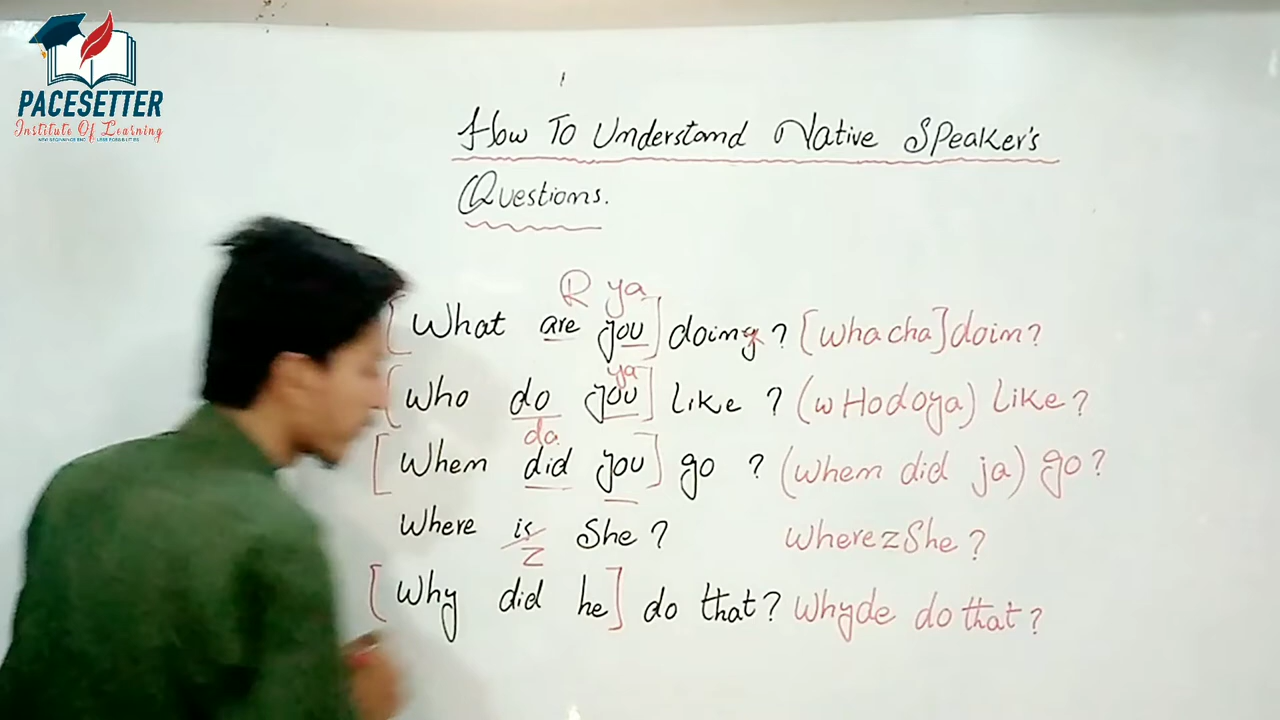 PACESETTER
Institute Of Learning
How To Understand Native Speaker's
Questions.
R ya
[What are you] doing? [whacha]doin?
ya
[Who do you] Like? (wHodoya) Like?
da
[When did you] go? (when did ja) go?
Where is She? wherezShe?
z
[Why did he] do that? Whyde do that?